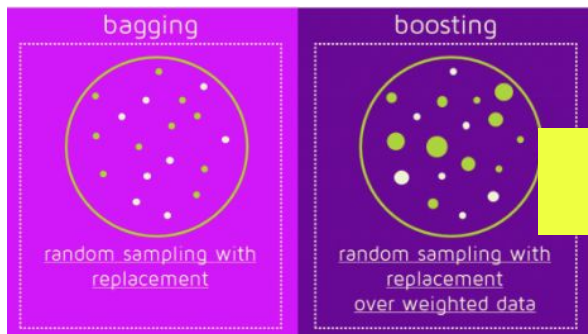 bagging
random sampling with
replacement
boosting
random sampling with
replacement
over weighted data